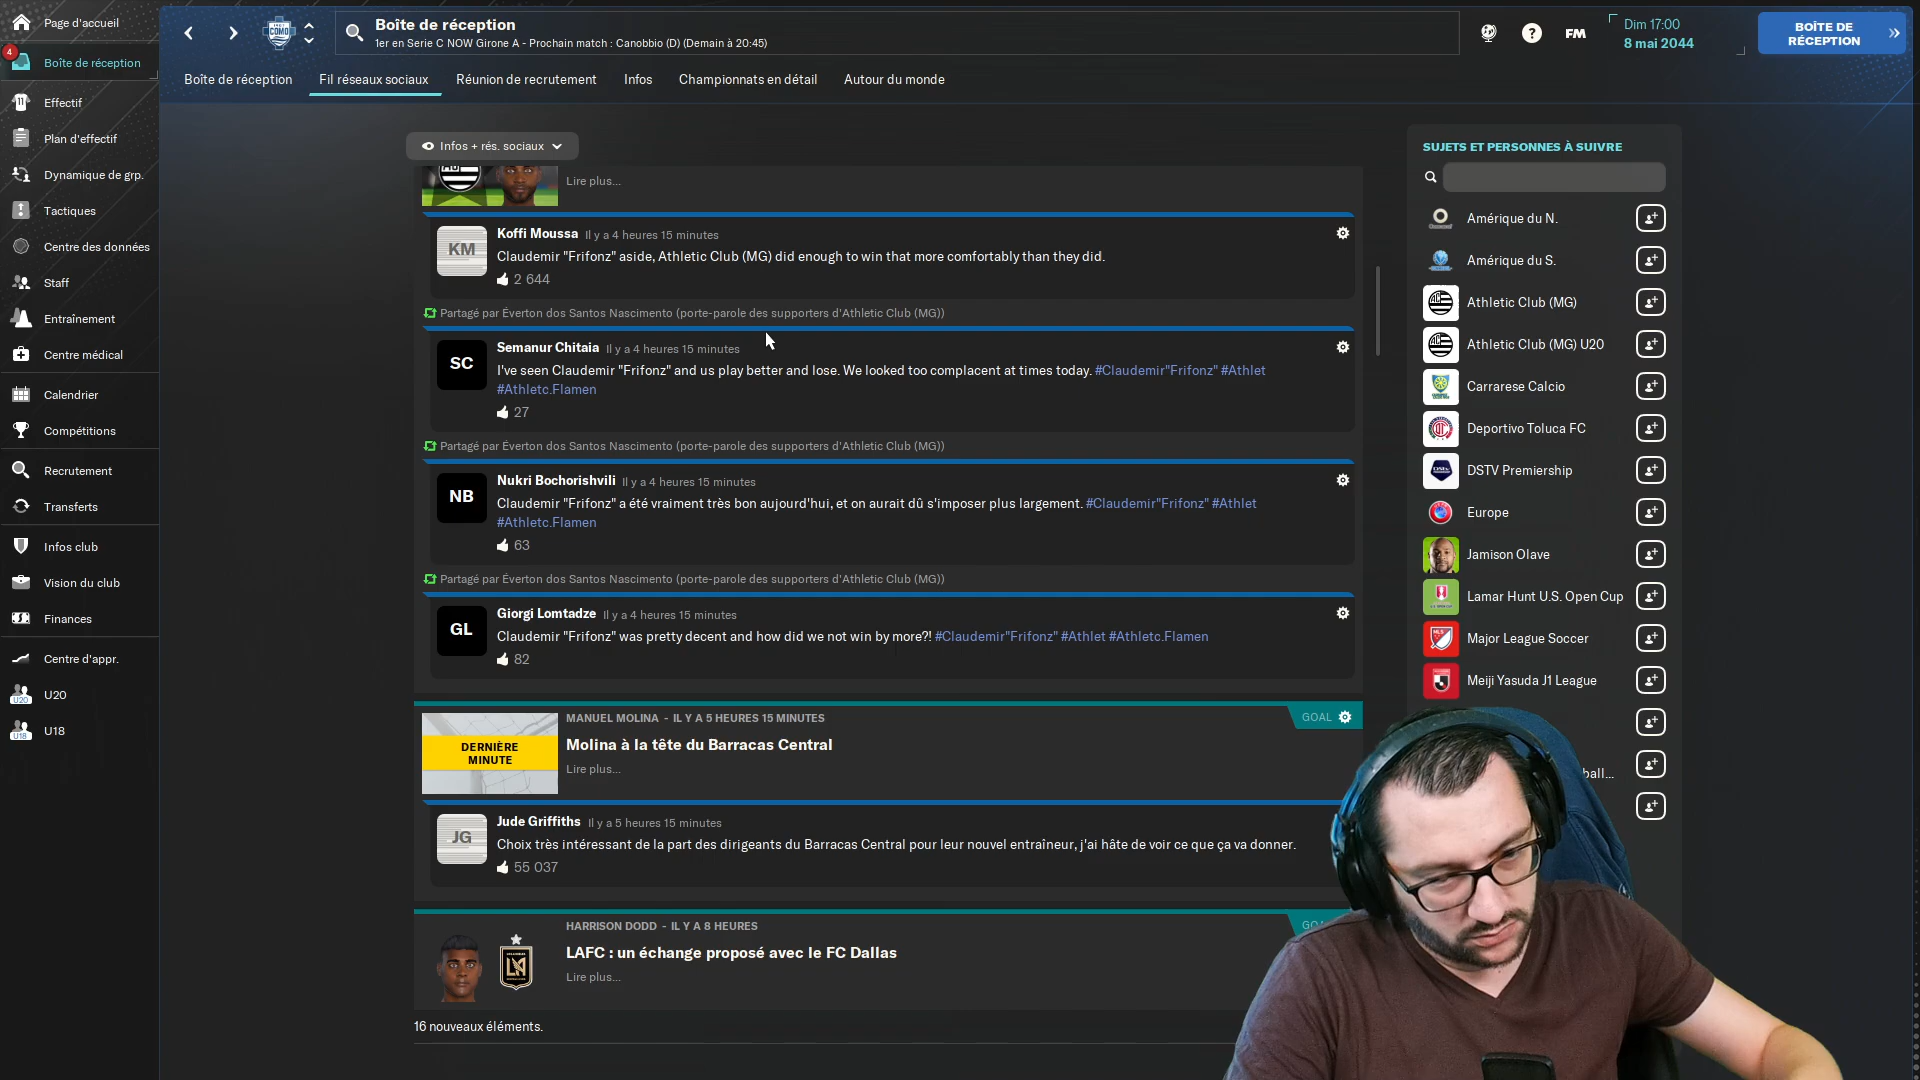 Page d'accueil
4
Boîte de réception
Effectif
Plan d'effectif
Dynamique de grp.
Tactiques
Centre des données
Staff
Entraînement
Centre médical
Calendrier
Compétitions
Recrutement
Transferts
Infos club
Vision du club
Finances
Centre d'appr.
U20
U20
U18
U18
COMO
Boîte de réception
1er en Serie C NOW Girone A - Prochain match : Canobbio (D) (Demain à 20:45)
?
FM
Dim 17:00
8 mai 2044
BOÎTE DE
RÉCEPTION
Boîte de réception
Fil réseaux sociaux
Réunion de recrutement
Infos
Championnats en détail
Autour du monde
Infos + rés. sociaux
Lire plus...
KM
Koffi Moussa Il y a 4 heures 15 minutes
Claudemir "Frifonz" aside, Athletic Club (MG) did enough to win that more comfortably than they did.
2 644
Partagé par Éverton dos Santos Nascimento (porte-parole des supporters d'Athletic Club (MG))
SC
Semanur Chitaia Il y a 4 heures 15 minutes
I've seen Claudemir "Frifonz" and us play better and lose. We looked too complacent at times today. #Claudemir"Frifonz" #Athlet
#Athletc.Flamen
27
Partagé par Éverton dos Santos Nascimento (porte-parole des supporters d'Athletic Club (MG))
NB
Nukri Bochorishvili Il y a 4 heures 15 minutes
Claudemir "Frifonz" a été vraiment très bon aujourd'hui, et on aurait dû s'imposer plus largement. #Claudemir"Frifonz" #Athlet
#Athletc.Flamen
63
Partagé par Éverton dos Santos Nascimento (porte-parole des supporters d'Athletic Club (MG))
GL
Giorgi Lomtadze Il y a 4 heures 15 minutes
Claudemir "Frifonz" was pretty decent and how did we not win by more?! #Claudemir"Frifonz" #Athlet #Athletc.Flamen
82
DERNIÈRE
MINUTE
MANUEL MOLINA - IL Y A 5 HEURES 15 MINUTES
GOAL
Molina à la tête du Barracas Central
Lire plus...
JG
Jude Griffiths Il y a 5 heures 15 minutes
Choix très intéressant de la part des dirigeants du Barracas Central pour leur nouvel entraîneur, j'ai hâte de voir ce que ça va donner.
55 037
HARRISON DODD - IL Y A 8 HEURES
LAFC : un échange proposé avec le FC Dallas
Lire plus...
16 nouveaux éléments.
SUJETS ET PERSONNES À SUIVRE
Amérique du N.
Amérique du S.
Athletic Club (MG)
Athletic Club (MG) U20
Carrarese Calcio
Deportivo Toluca FC
DSTV Premiership
Europe
Jamison Olave
Lamar Hunt U.S. Open Cup
Major League Soccer
Meiji Yasuda J1 League
ball...